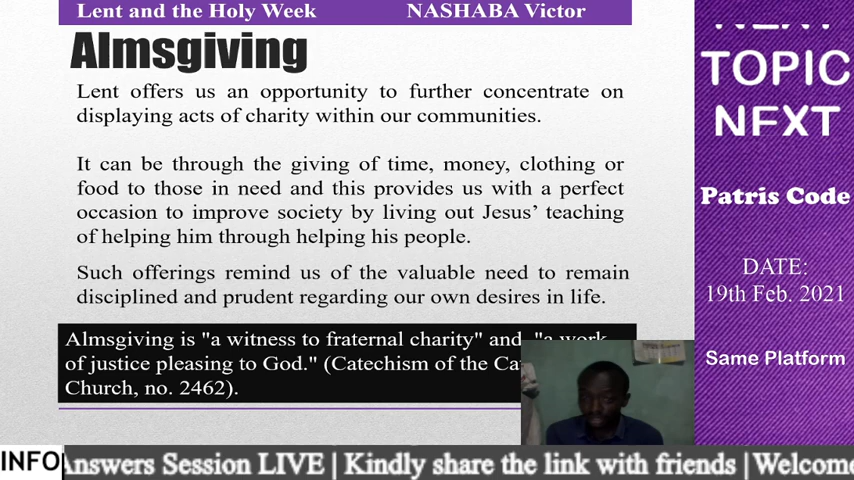 Lent and the Holy Week NASHABA Victor
Almsgiving
Lent offers us an opportunity to further concentrate on
displaying acts of charity within our communities.
It can be through the giving of time, money, clothing or
food to those in need and this provides us with a perfect
occasion to improve society by living out Jesus' teaching
of helping him through helping his people.
Such offerings remind us of the valuable need to remain
disciplined and prudent regarding our own desires in life.
Almsgiving is "a witness to fraternal charity" and "a work
of justice pleasing to God." (Catechism of the
Church, no. 2462).
TOPIC
NEXT
Patris Code
DATE:
19th Feb. 2021
Same Platform
INFO Answers Session LIVE | Kindly share the link with friends | Welcome